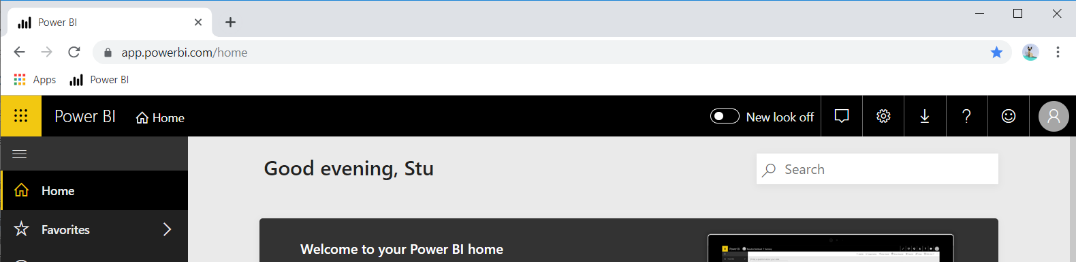 Power BI
app.powerbi.com/home
Apps
Power BI
Power BI
Home
New look off
?
Good evening, Stu
Search
Home
Favorites
Welcome to your Power BI home